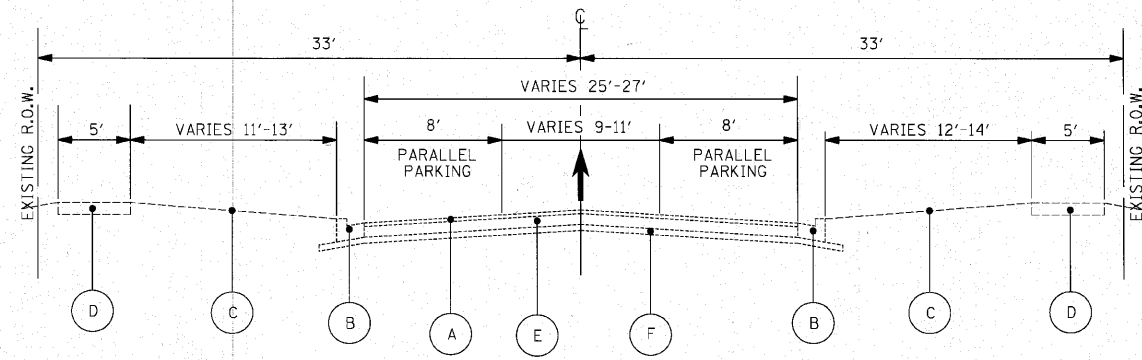 ℄
33'
33'
VARIES 25'-27'
5'
VARIES 11'-13'
8'
VARIES 9-11'
8'
VARIES 12'-14'
5'
PARALLEL
PARKING
PARALLEL
PARKING
EXISTING R.O.W.
EXISTING R.O.W.
D
C
B
A
E
F
B
C
D